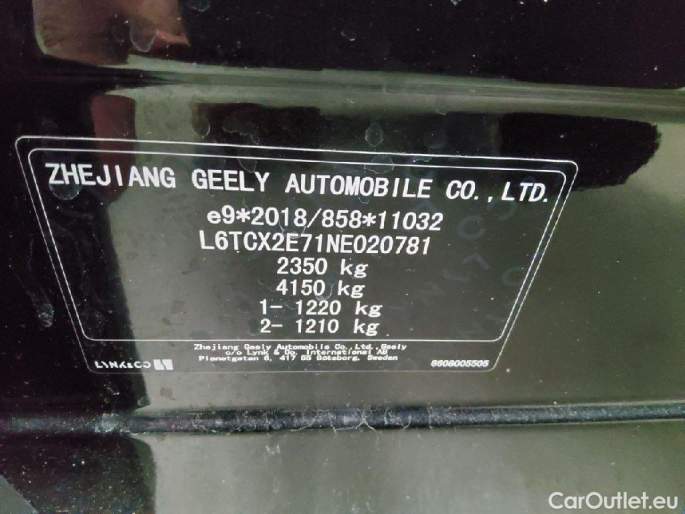 ZHEJIANG GEELY AUTOMOBILE CO., LTD.
e9*2018/858*11032
L6TCX2E71NE020781
2350 kg
4150 kg
1- 1220 kg
2- 1210 kg
Zhejiang Geely Automobile Co., Ltd., Geely
c/o Lynk & Co. International AB
Pianetgatan 6, 417 55 Göteborg, Sweden
6608005505
CarOutlet.eu